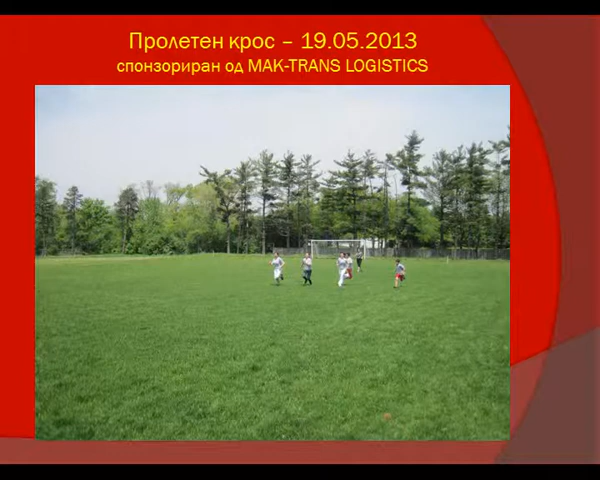 Пролетен крос – 19.05.2013
спонзориран од MAK-TRANS LOGISTICS